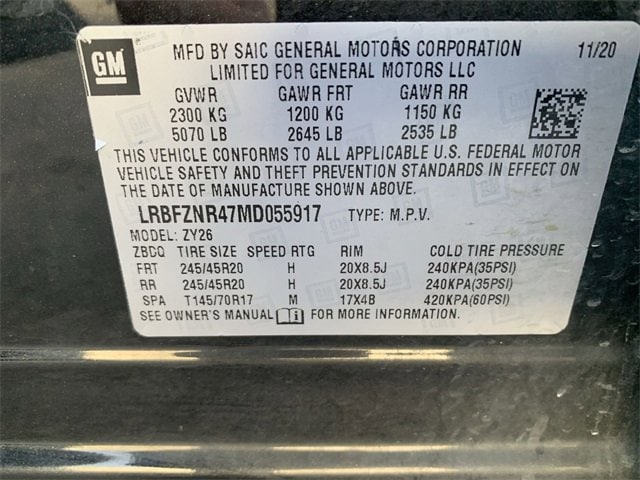 GM
MFD BY SAIC GENERAL MOTORS CORPORATION 11/20
LIMITED FOR GENERAL MOTORS LLC
GVWR GAWR FRT GAWR RR
2300 KG 1200 KG 1150 KG
5070 LB 2645 LB 2535 LB
THIS VEHICLE CONFORMS TO ALL APPLICABLE U.S. FEDERAL MOTOR
VEHICLE SAFETY AND THEFT PREVENTION STANDARDS IN EFFECT ON
THE DATE OF MANUFACTURE SHOWN ABOVE.
LRBFZNR47MD055917 TYPE: M.P.V.
MODEL: ZY26
ZBCQ TIRE SIZE SPEED RTG RIM COLD TIRE PRESSURE
FRT 245/45R20 H 20X8.5J 240KPA(35PSI)
RR 245/45R20 H 20X8.5J 240KPA(35PSI)
SPA T145/70R17 M 17X4B 420KPA(60PSI)
SEE OWNER'S MANUAL i FOR MORE INFORMATION.